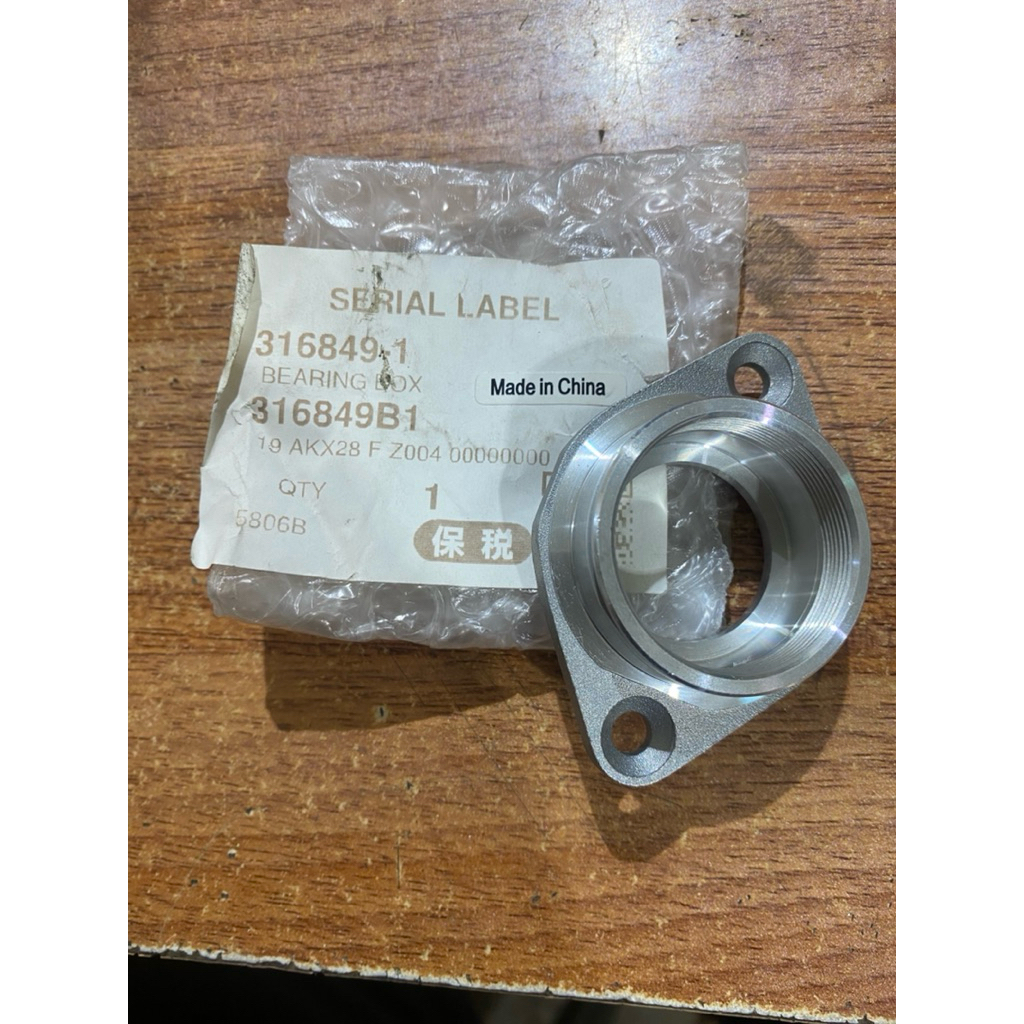 SERIAL LABEL
316849-1
BEARING BOX
Made in China
316849B1
19 AKX28 F Z004 00000000
QTY 1
5806B
保税